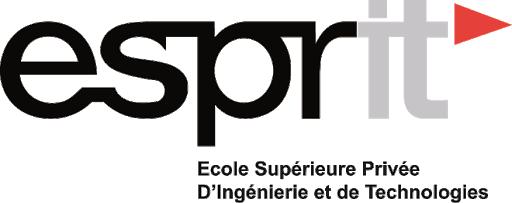 esprit
Ecole Supérieure Privée
D'Ingénierie et de Technologies